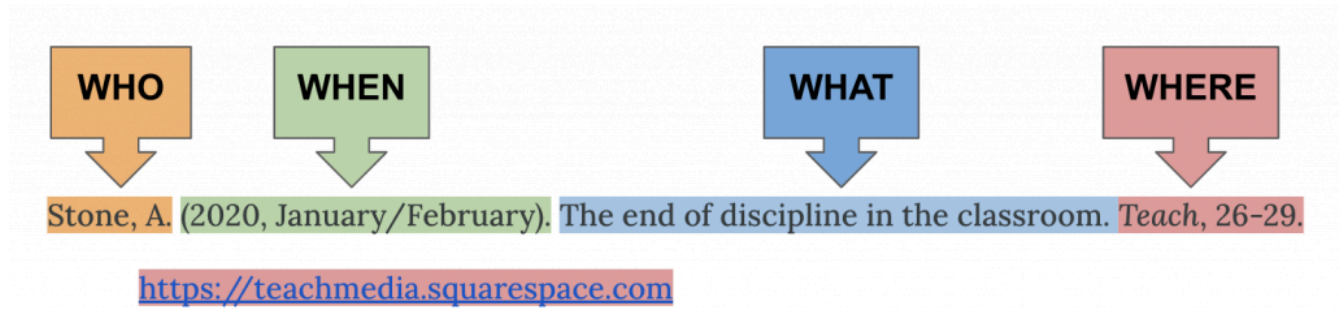 WHO WHEN WHAT WHERE
Stone, A. (2020, January/February). The end of discipline in the classroom. Teach, 26-29.
https://teachmedia.squarespace.com